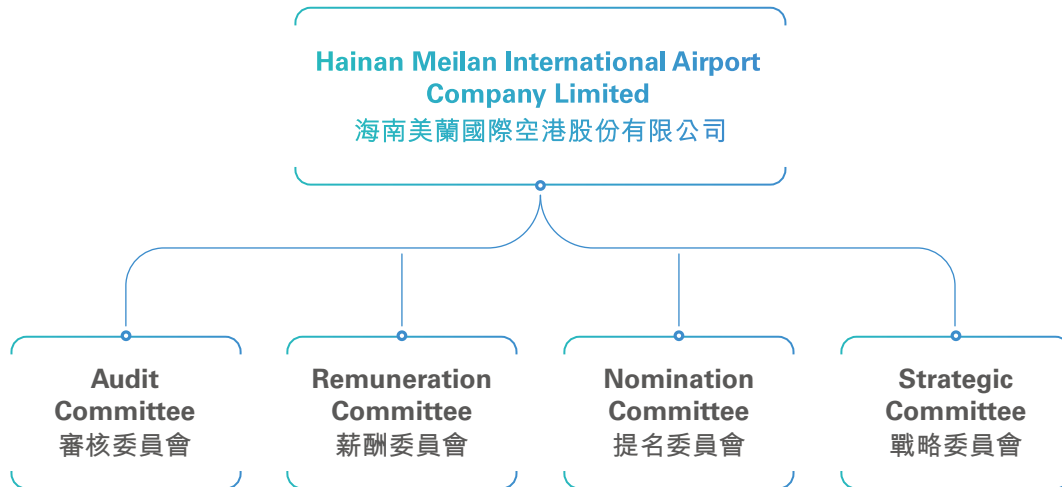 Hainan Meilan International Airport
Company Limited
海南美蘭國際空港股份有限公司
Audit
Committee
審核委員會
Remuneration
Committee
薪酬委員會
Nomination
Committee
提名委員會
Strategic
Committee
戰略委員會